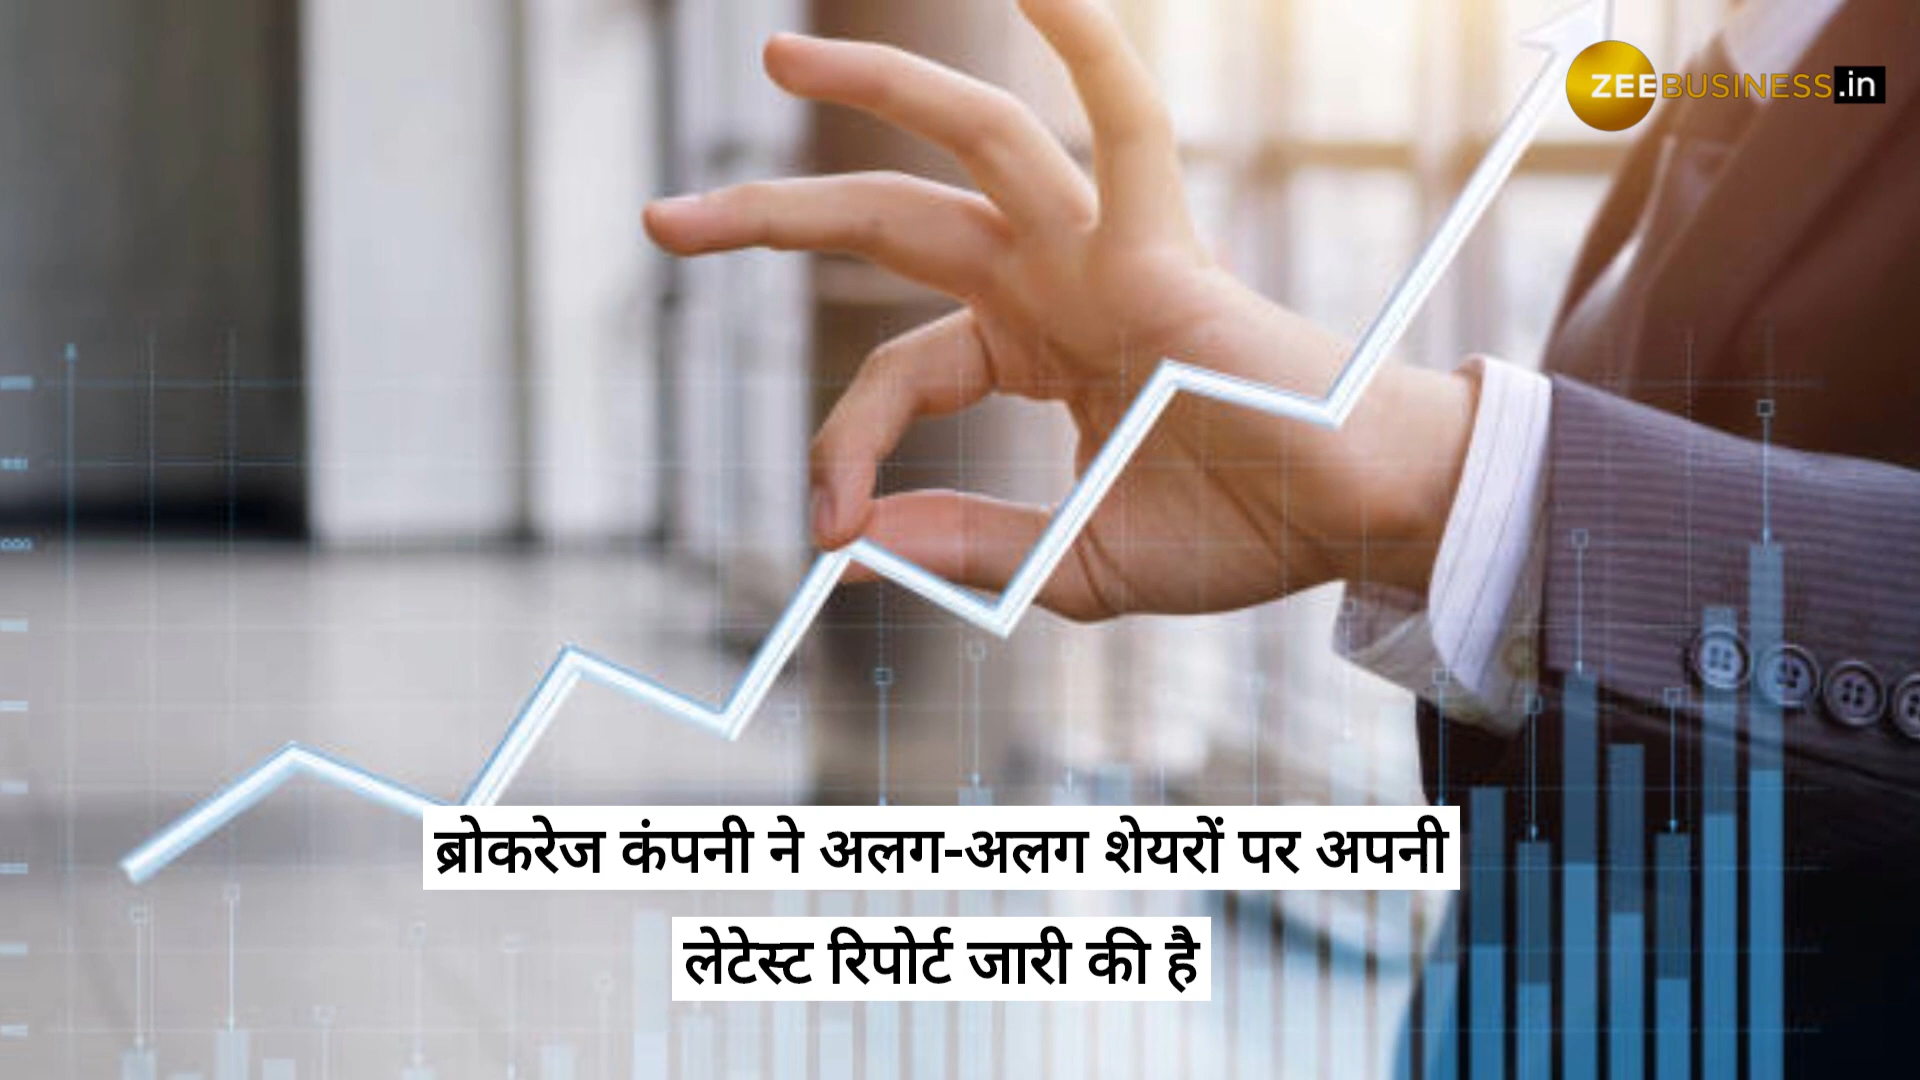 ZEEBUSINESS.in
ब्रोकरेज कंपनी ने अलग-अलग शेयरों पर अपनी
लेटेस्ट रिपोर्ट जारी की है